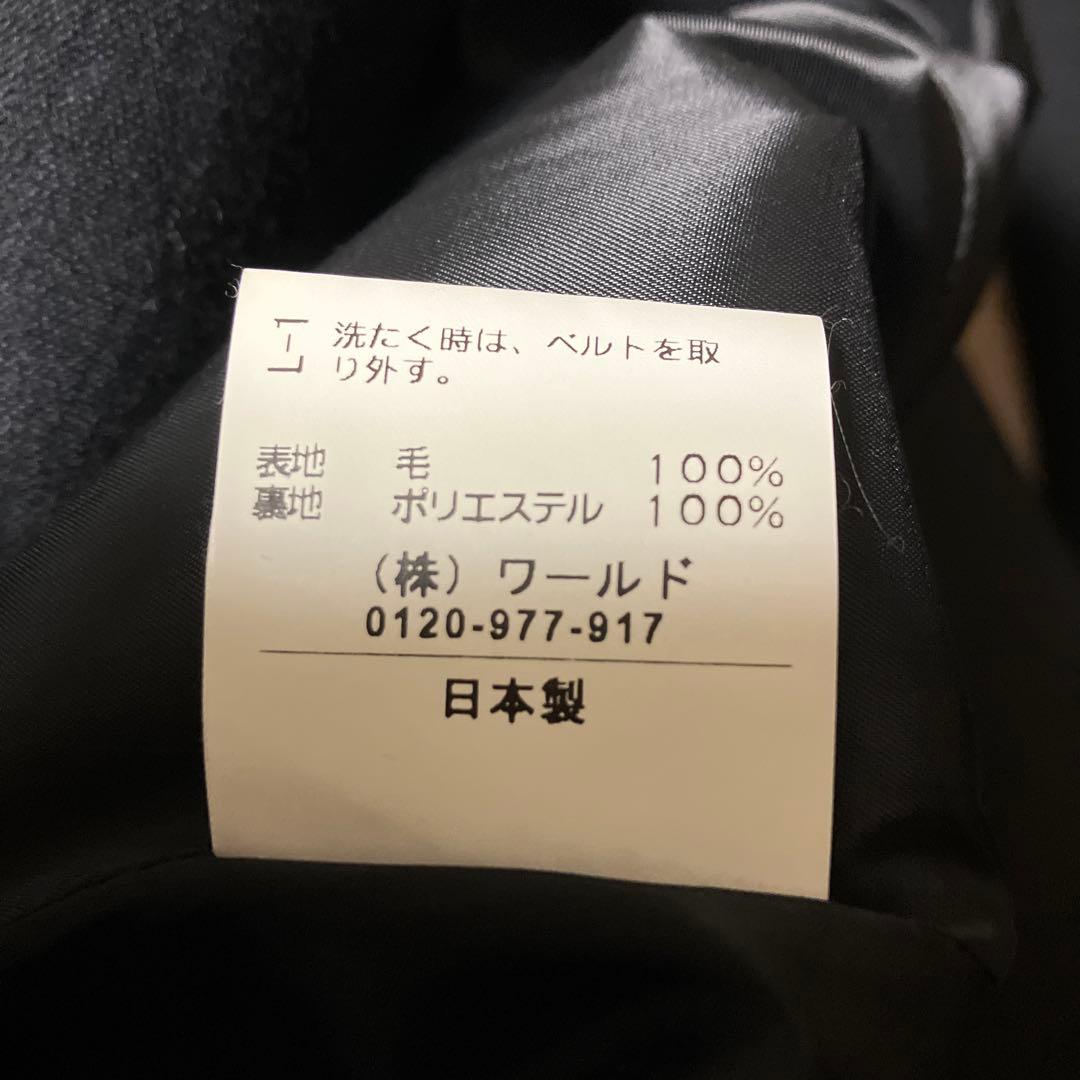 洗たく時は、ベルトを取
り外す。
表地 毛 100%
裏地 ポリエステル 100%
(株)ワールド
0120-977-917
日本製